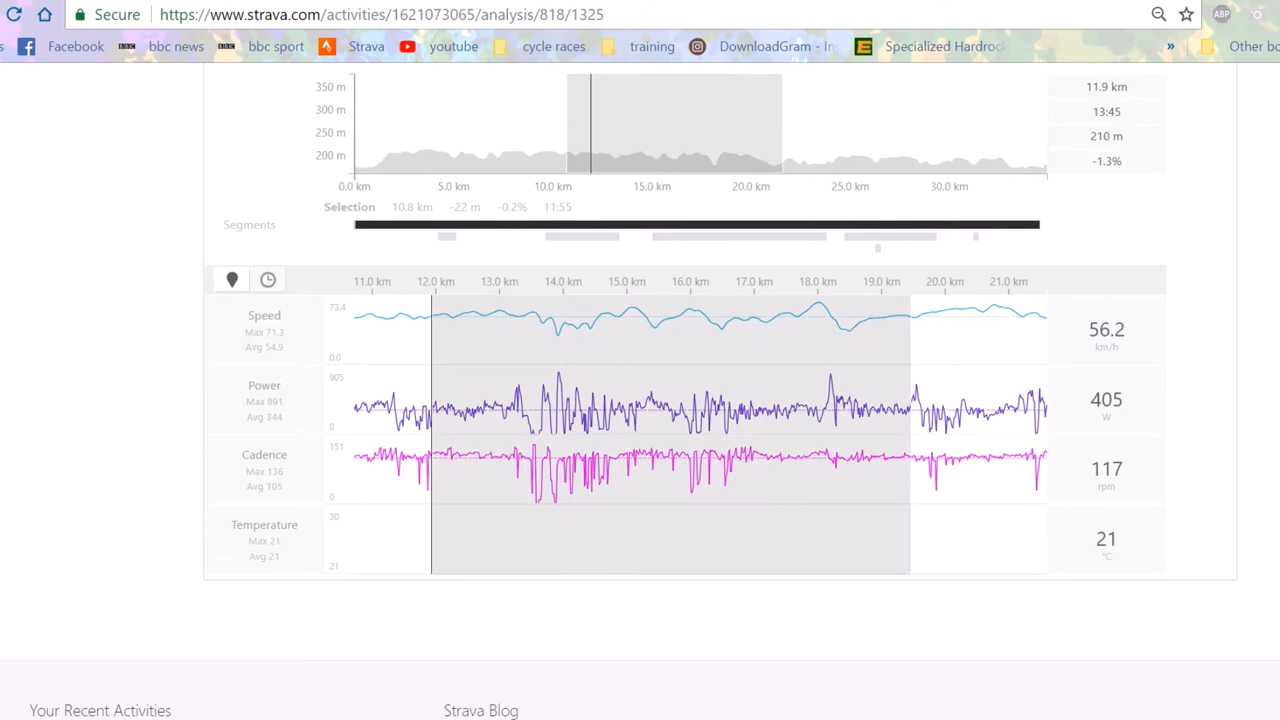 Secure https://www.strava.com/activities/1621073065/analysis/818/1325 ABP
s Facebook BBC bbc news BBC bbc sport Strava youtube cycle races training DownloadGram - In Specialized Hardroc » Other bo
350 m
300 m
250 m
200 m
11.9 km
13:45
210 m
-1.3%
0.0 km 5.0 km 10.0 km 15.0 km 20.0 km 25.0 km 30.0 km
Selection 10.8 km -22 m -0.2% 11:55
Segments
11.0 km 12.0 km 13.0 km 14.0 km 15.0 km 16.0 km 17.0 km 18.0 km 19.0 km 20.0 km 21.0 km
Speed
Max 71.3
Avg 54.9
73.4
0.0
56.2
km/h
Power
Max 891
Avg 344
905
0
405
W
Cadence
Max 136
Avg 105
151
0
117
rpm
Temperature
Max 21
Avg 21
30
21
21
°C
Your Recent Activities Strava Blog